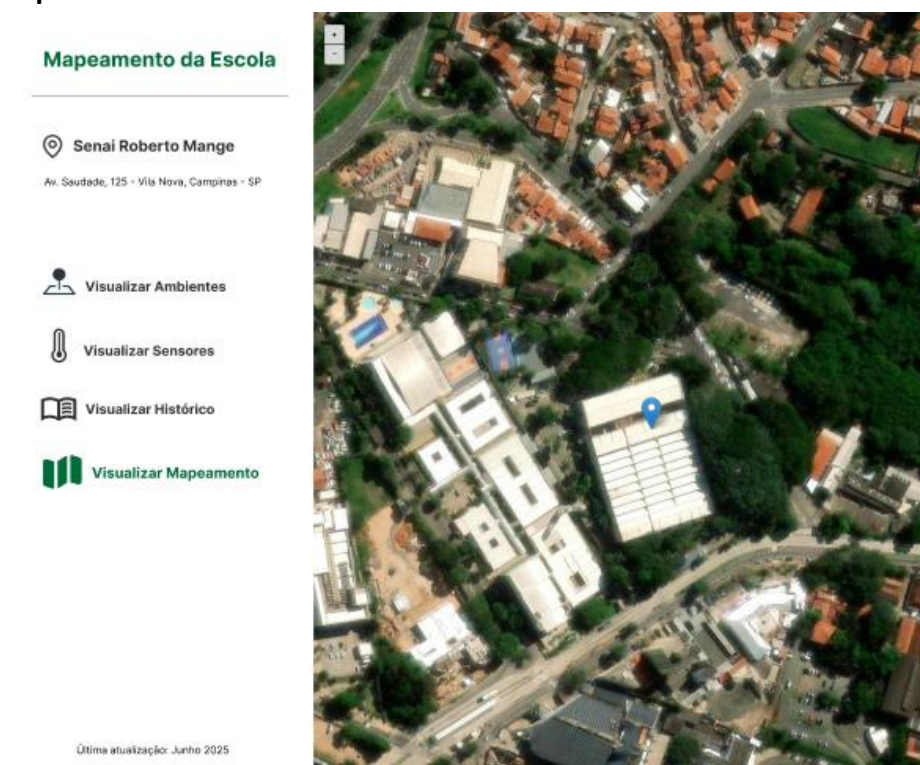 Mapeamento da Escola
Senai Roberto Mange
Av. Saudade, 125 - Vila Nova, Campinas - SP
Visualizar Ambientes
Visualizar Sensores
Visualizar Histórico
Visualizar Mapeamento
Última atualização: Junho 2025
+
-